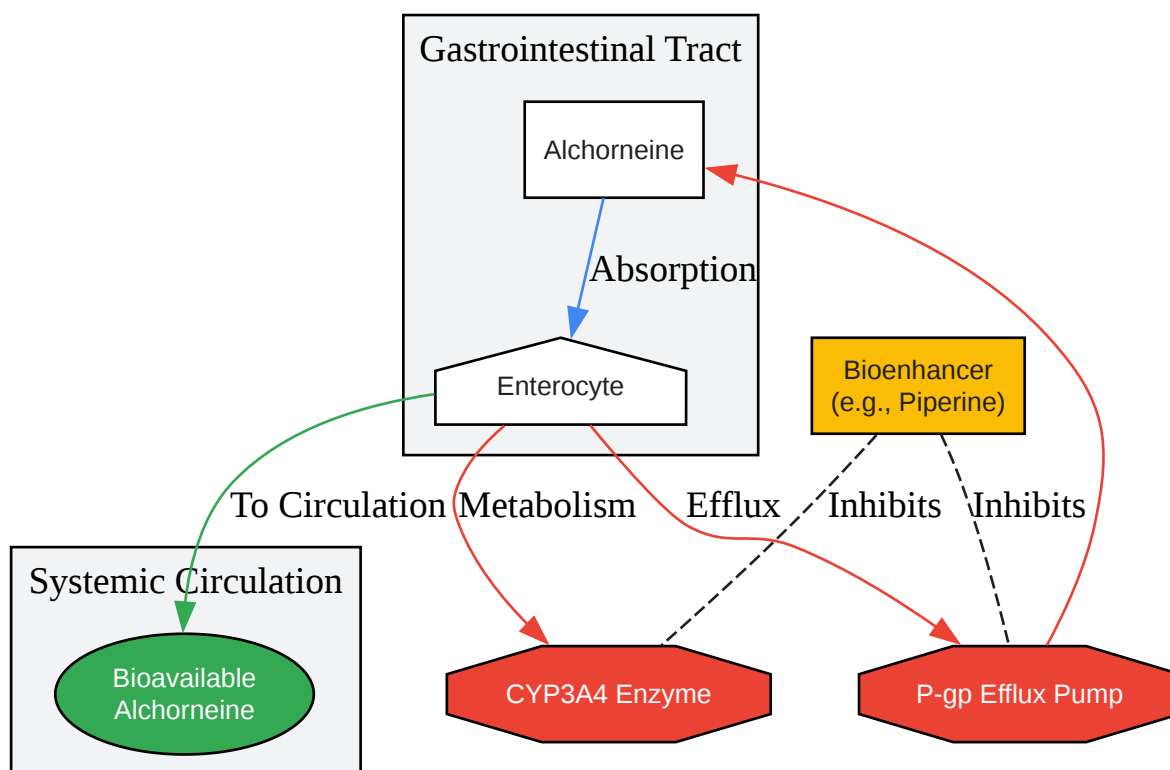 Gastrointestinal Tract
Alchorneine
Absorption
Enterocyte
Bioenhancer
(e.g., Piperine)
To Circulation
Metabolism
Efflux
Inhibits
Inhibits
Systemic Circulation
Bioavailable
Alchorneine
CYP3A4 Enzyme
P-gp Efflux Pump